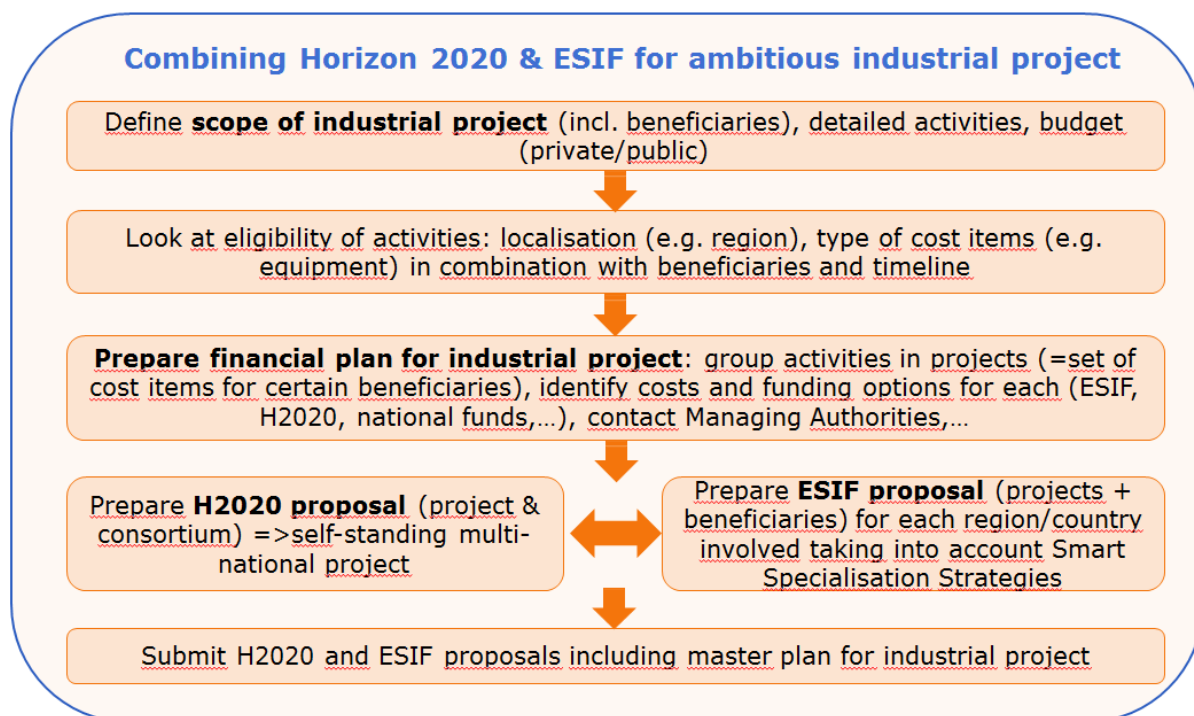 Combining Horizon 2020 & ESIF for ambitious industrial project
Define scope of industrial project (incl. beneficiaries), detailed activities, budget
(private/public)
Look at eligibility of activities: localisation (e.g. region), type of cost items (e.g.
equipment) in combination with beneficiaries and timeline
Prepare financial plan for industrial project: group activities in projects (=set of
cost items for certain beneficiaries), identify costs and funding options for each (ESIF,
H2020, national funds,...), contact Managing Authorities,...
Prepare H2020 proposal (project &
consortium) =>self-standing multi-
national project
Prepare ESIF proposal (projects +
beneficiaries) for each region/country
involved taking into account Smart
Specialisation Strategies
Submit H2020 and ESIF proposals including master plan for industrial project